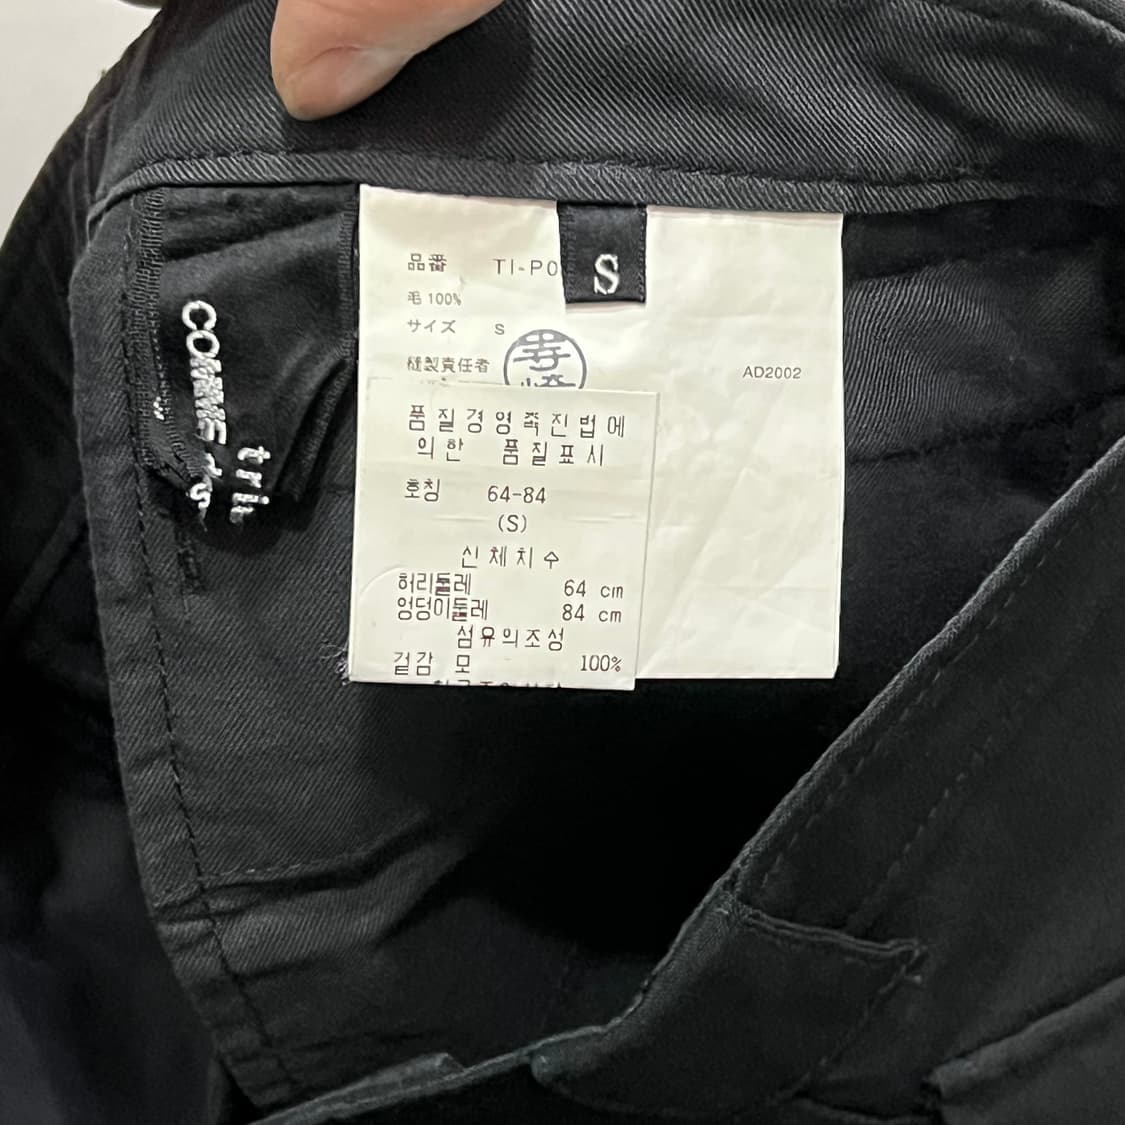 品番 TI-P0
S
毛 100%
サイズ S
縫製責任者
AD2002
COMME des
tri
품질경영촉진법에
의한 품질표시
호칭 64-84
(S)
신체치수
허리둘레 64 cm
엉덩이둘레 84 cm
섬유의조성
겉감 모 100%